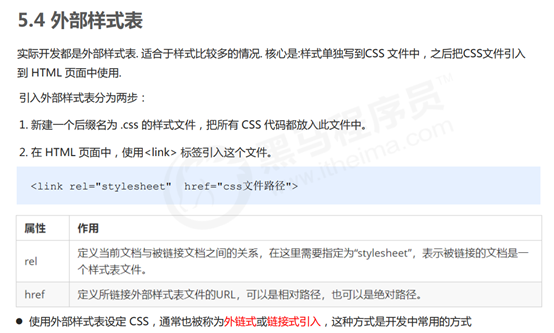 5.4 外部样式表
实际开发都是外部样式表. 适合于样式比较多的情况. 核心是:样式单独写到CSS 文件中，之后把CSS文件引入
到 HTML 页面中使用.
引入外部样式表分为两步：
1. 新建一个后缀名为 .css 的样式文件，把所有 CSS 代码都放入此文件中。
2. 在 HTML 页面中，使用<link> 标签引入这个文件。
<link rel="stylesheet"  href="css文件路径">
属性 作用
rel 定义当前文档与被链接文档之间的关系，在这里需要指定为“stylesheet”，表示被链接的文档是一
个样式表文件。
href 定义所链接外部样式表文件的URL，可以是相对路径，也可以是绝对路径。
● 使用外部样式表设定 CSS，通常也被称为外链式或链接式引入，这种方式是开发中常用的方式
黑马程序员™
www.itheima.com